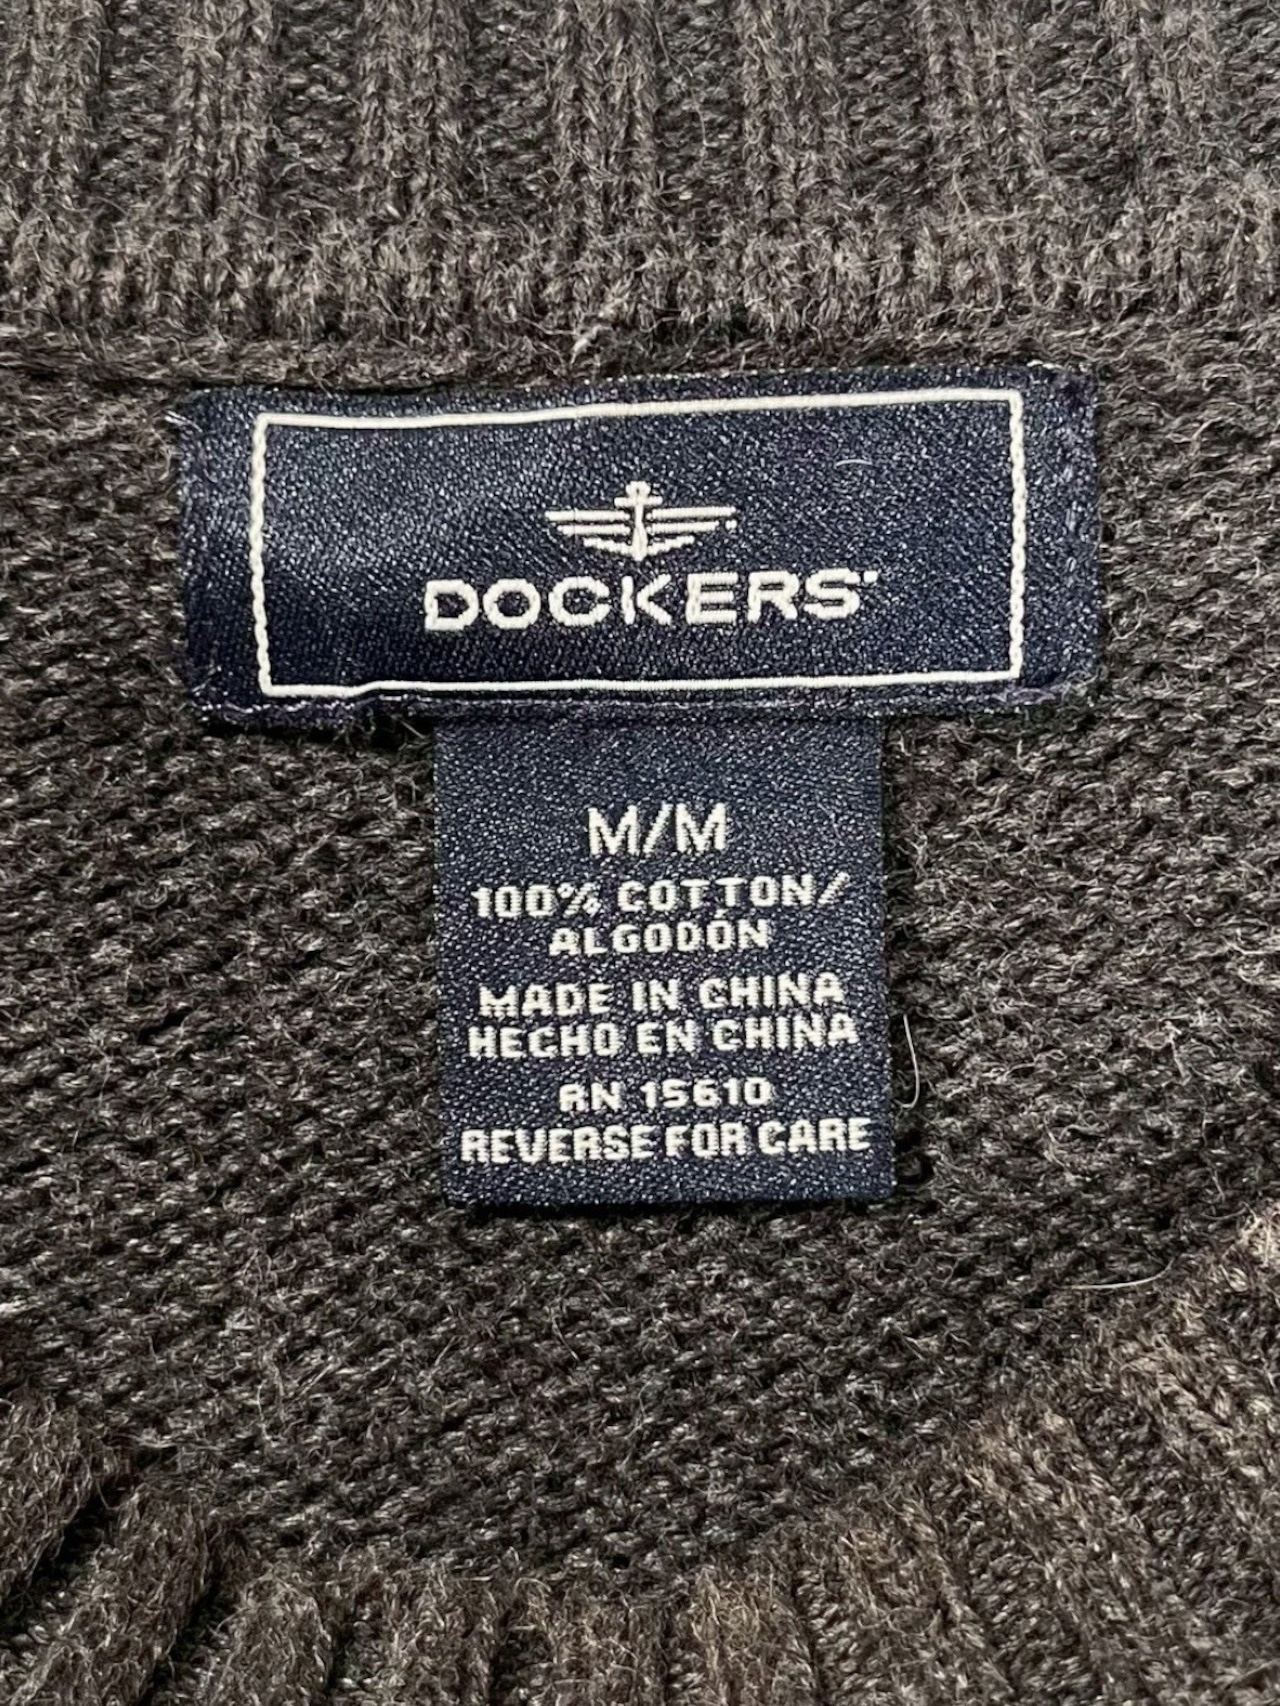 DOCKERS
M/M
100% COTTON/
ALGODÓN
MADE IN CHINA
HECHO EN CHINA
RN 15610
REVERSE FOR CARE